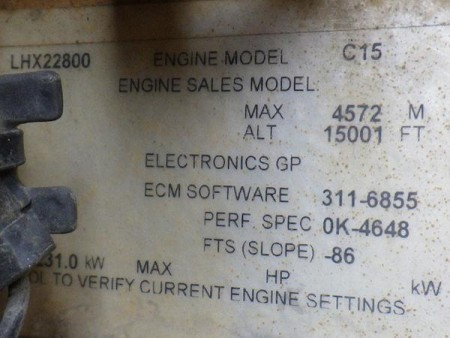 LHX22800 ENGINE MODEL C15
ENGINE SALES MODEL:
MAX 4572 M
ALT 15001 FT
ELECTRONICS GP
ECM SOFTWARE 311-6855
PERF. SPEC 0K-4648
FTS (SLOPE) -86
31.0 kW MAX HP kW
TO VERIFY CURRENT ENGINE SETTINGS